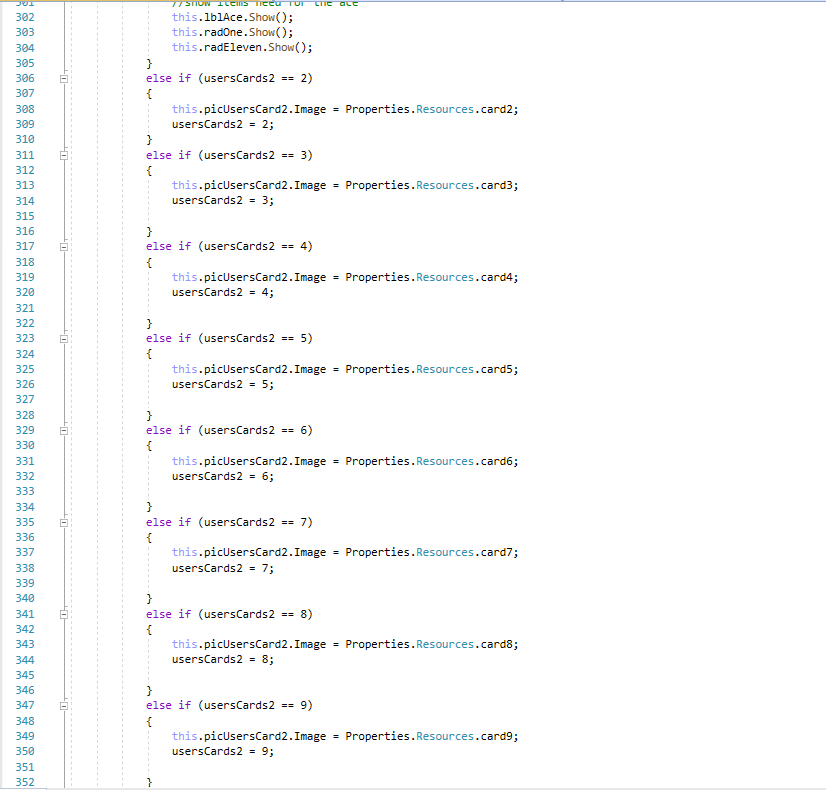 301 //show items need for the ace
302 this.lblAce.Show();
303 this.radOne.Show();
304 this.radEleven.Show();
305 }
306 else if (usersCards2 == 2)
307 {
308 this.picUsersCard2.Image = Properties.Resources.card2;
309 usersCards2 = 2;
310 }
311 else if (usersCards2 == 3)
312 {
313 this.picUsersCard2.Image = Properties.Resources.card3;
314 usersCards2 = 3;
315
316 }
317 else if (usersCards2 == 4)
318 {
319 this.picUsersCard2.Image = Properties.Resources.card4;
320 usersCards2 = 4;
321
322 }
323 else if (usersCards2 == 5)
324 {
325 this.picUsersCard2.Image = Properties.Resources.card5;
326 usersCards2 = 5;
327
328 }
329 else if (usersCards2 == 6)
330 {
331 this.picUsersCard2.Image = Properties.Resources.card6;
332 usersCards2 = 6;
333
334 }
335 else if (usersCards2 == 7)
336 {
337 this.picUsersCard2.Image = Properties.Resources.card7;
338 usersCards2 = 7;
339
340 }
341 else if (usersCards2 == 8)
342 {
343 this.picUsersCard2.Image = Properties.Resources.card8;
344 usersCards2 = 8;
345
346 }
347 else if (usersCards2 == 9)
348 {
349 this.picUsersCard2.Image = Properties.Resources.card9;
350 usersCards2 = 9;
351
352 }